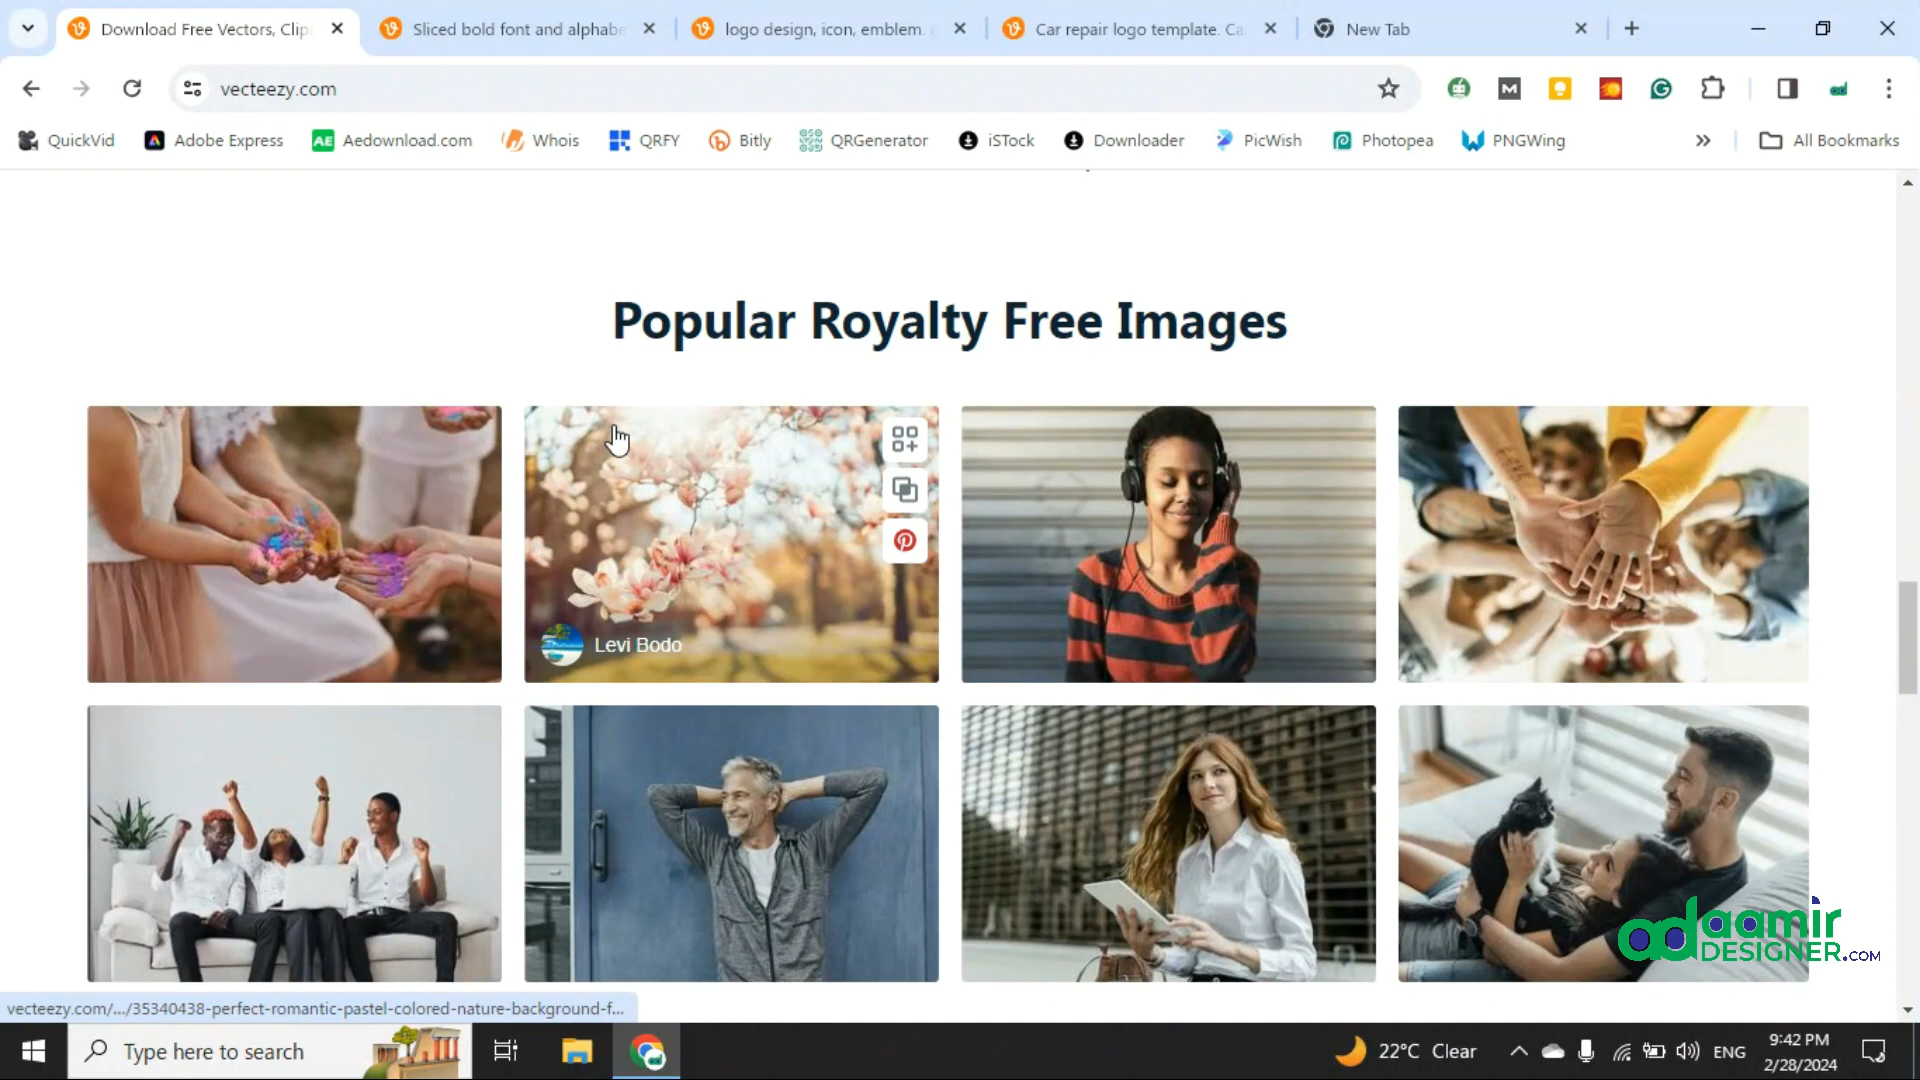 Download Free Vectors, Clip
Sliced bold font and alphabe
logo design, icon, emblem.
Car repair logo template. Ca
New Tab
vecteezy.com
QuickVid
Adobe Express
Aedownload.com
Whois
QRFY
Bitly
QRGenerator
iSTock
Downloader
PicWish
Photopea
PNGWing
All Bookmarks
Popular Royalty Free Images
Levi Bodo
aamir
DESIGNER.COM
vecteezy.com/.../35340438-perfect-romantic-pastel-colored-nature-background-f...
Type here to search
22°C Clear
ENG
9:42 PM
2/28/2024